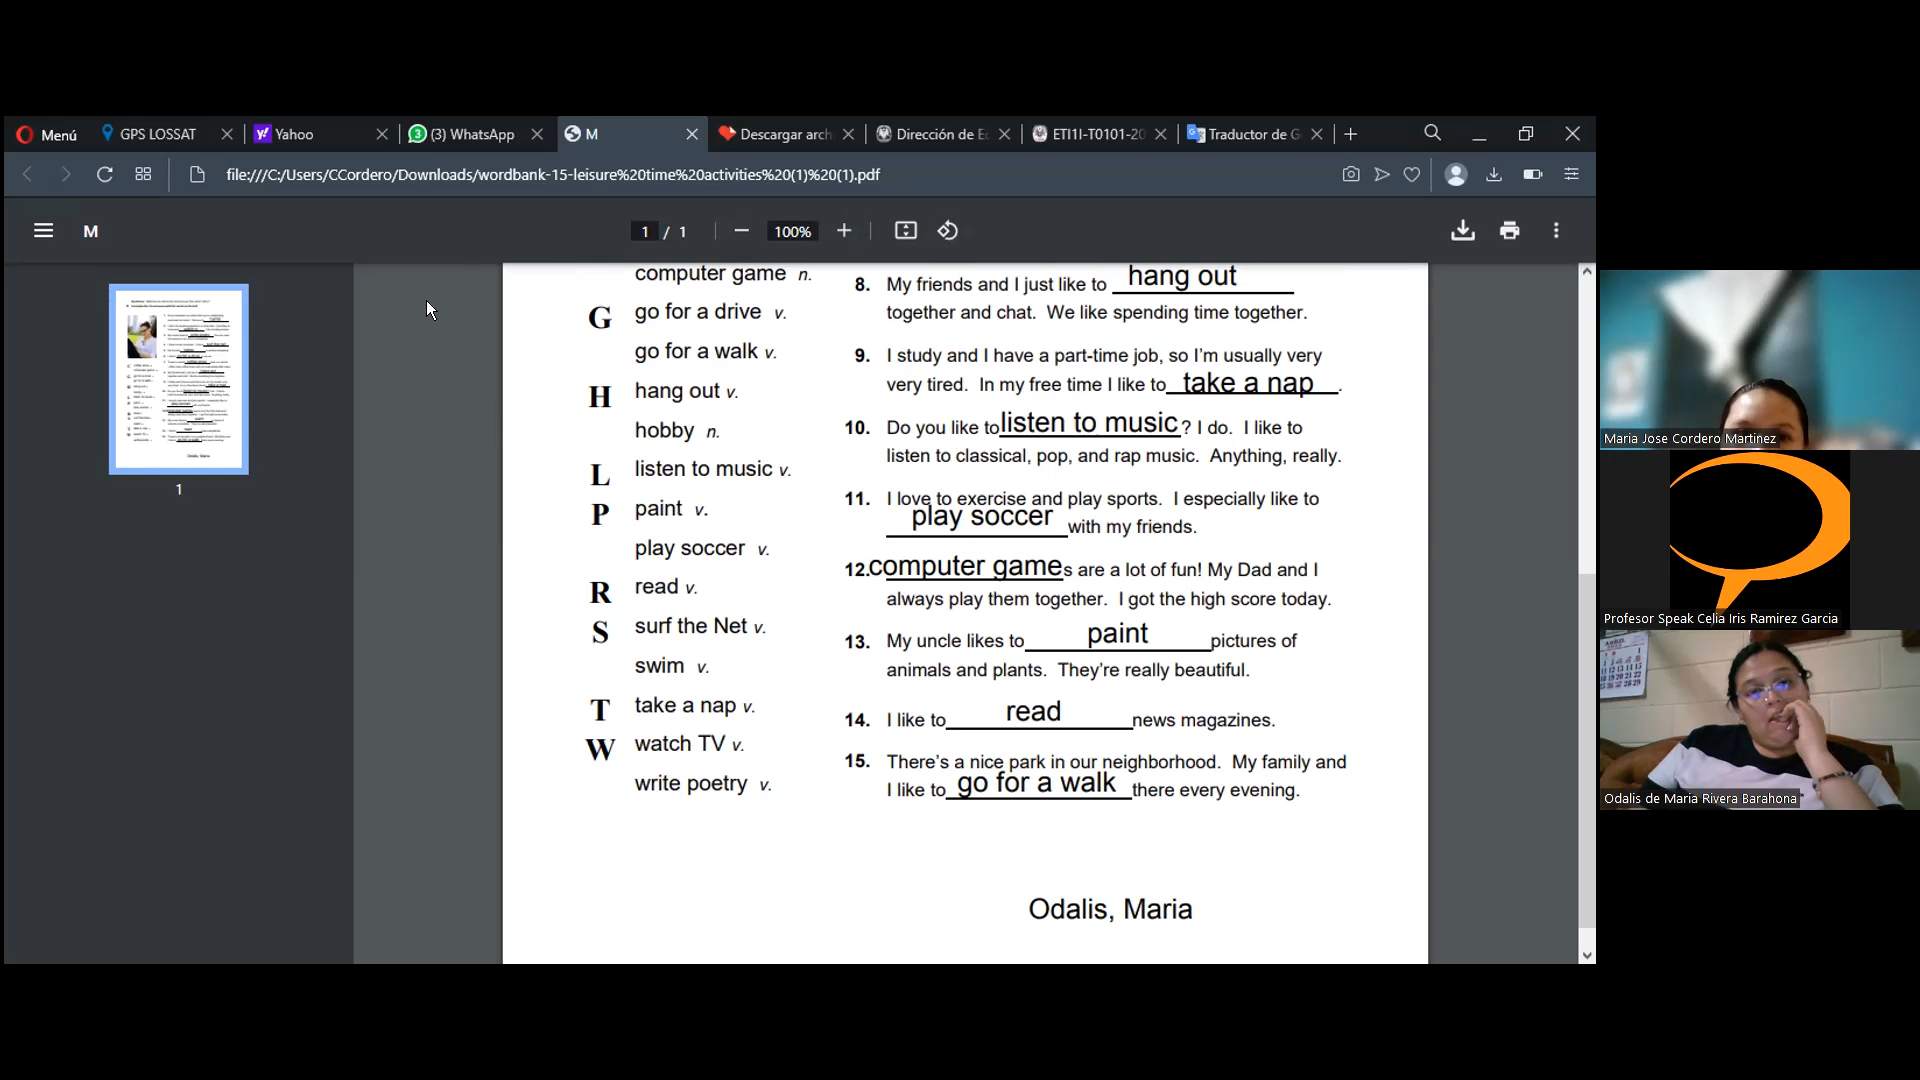 Menú
GPS LOSSAT
Yahoo
(3) WhatsApp
M
Descargar arch
Dirección de E
ETI1I-T0101-20
Traductor de G
file:///C:/Users/CCordero/Downloads/wordbank-15-leisure%20time%20activities%20(1)%20(1).pdf
M
1 / 1
100%
1
computer game n.
G go for a drive v.
go for a walk v.
H hang out v.
hobby n.
L listen to music v.
P paint v.
play soccer v.
R read v.
S surf the Net v.
swim v.
T take a nap v.
W watch TV v.
write poetry v.
8. My friends and I just like to hang out
together and chat. We like spending time together.
9. I study and I have a part-time job, so I'm usually very
very tired. In my free time I like to take a nap.
10. Do you like to listen to music? I do. I like to
listen to classical, pop, and rap music. Anything, really.
11. I love to exercise and play sports. I especially like to
play soccer with my friends.
12. computer games are a lot of fun! My Dad and I
always play them together. I got the high score today.
13. My uncle likes to paint pictures of
animals and plants. They're really beautiful.
14. I like to read news magazines.
15. There's a nice park in our neighborhood. My family and
I like to go for a walk there every evening.
Odalis, Maria
Maria Jose Cordero Martinez
Profesor Speak Celia Iris Ramirez Garcia
ABRIL
Odalis de Maria Rivera Barahona